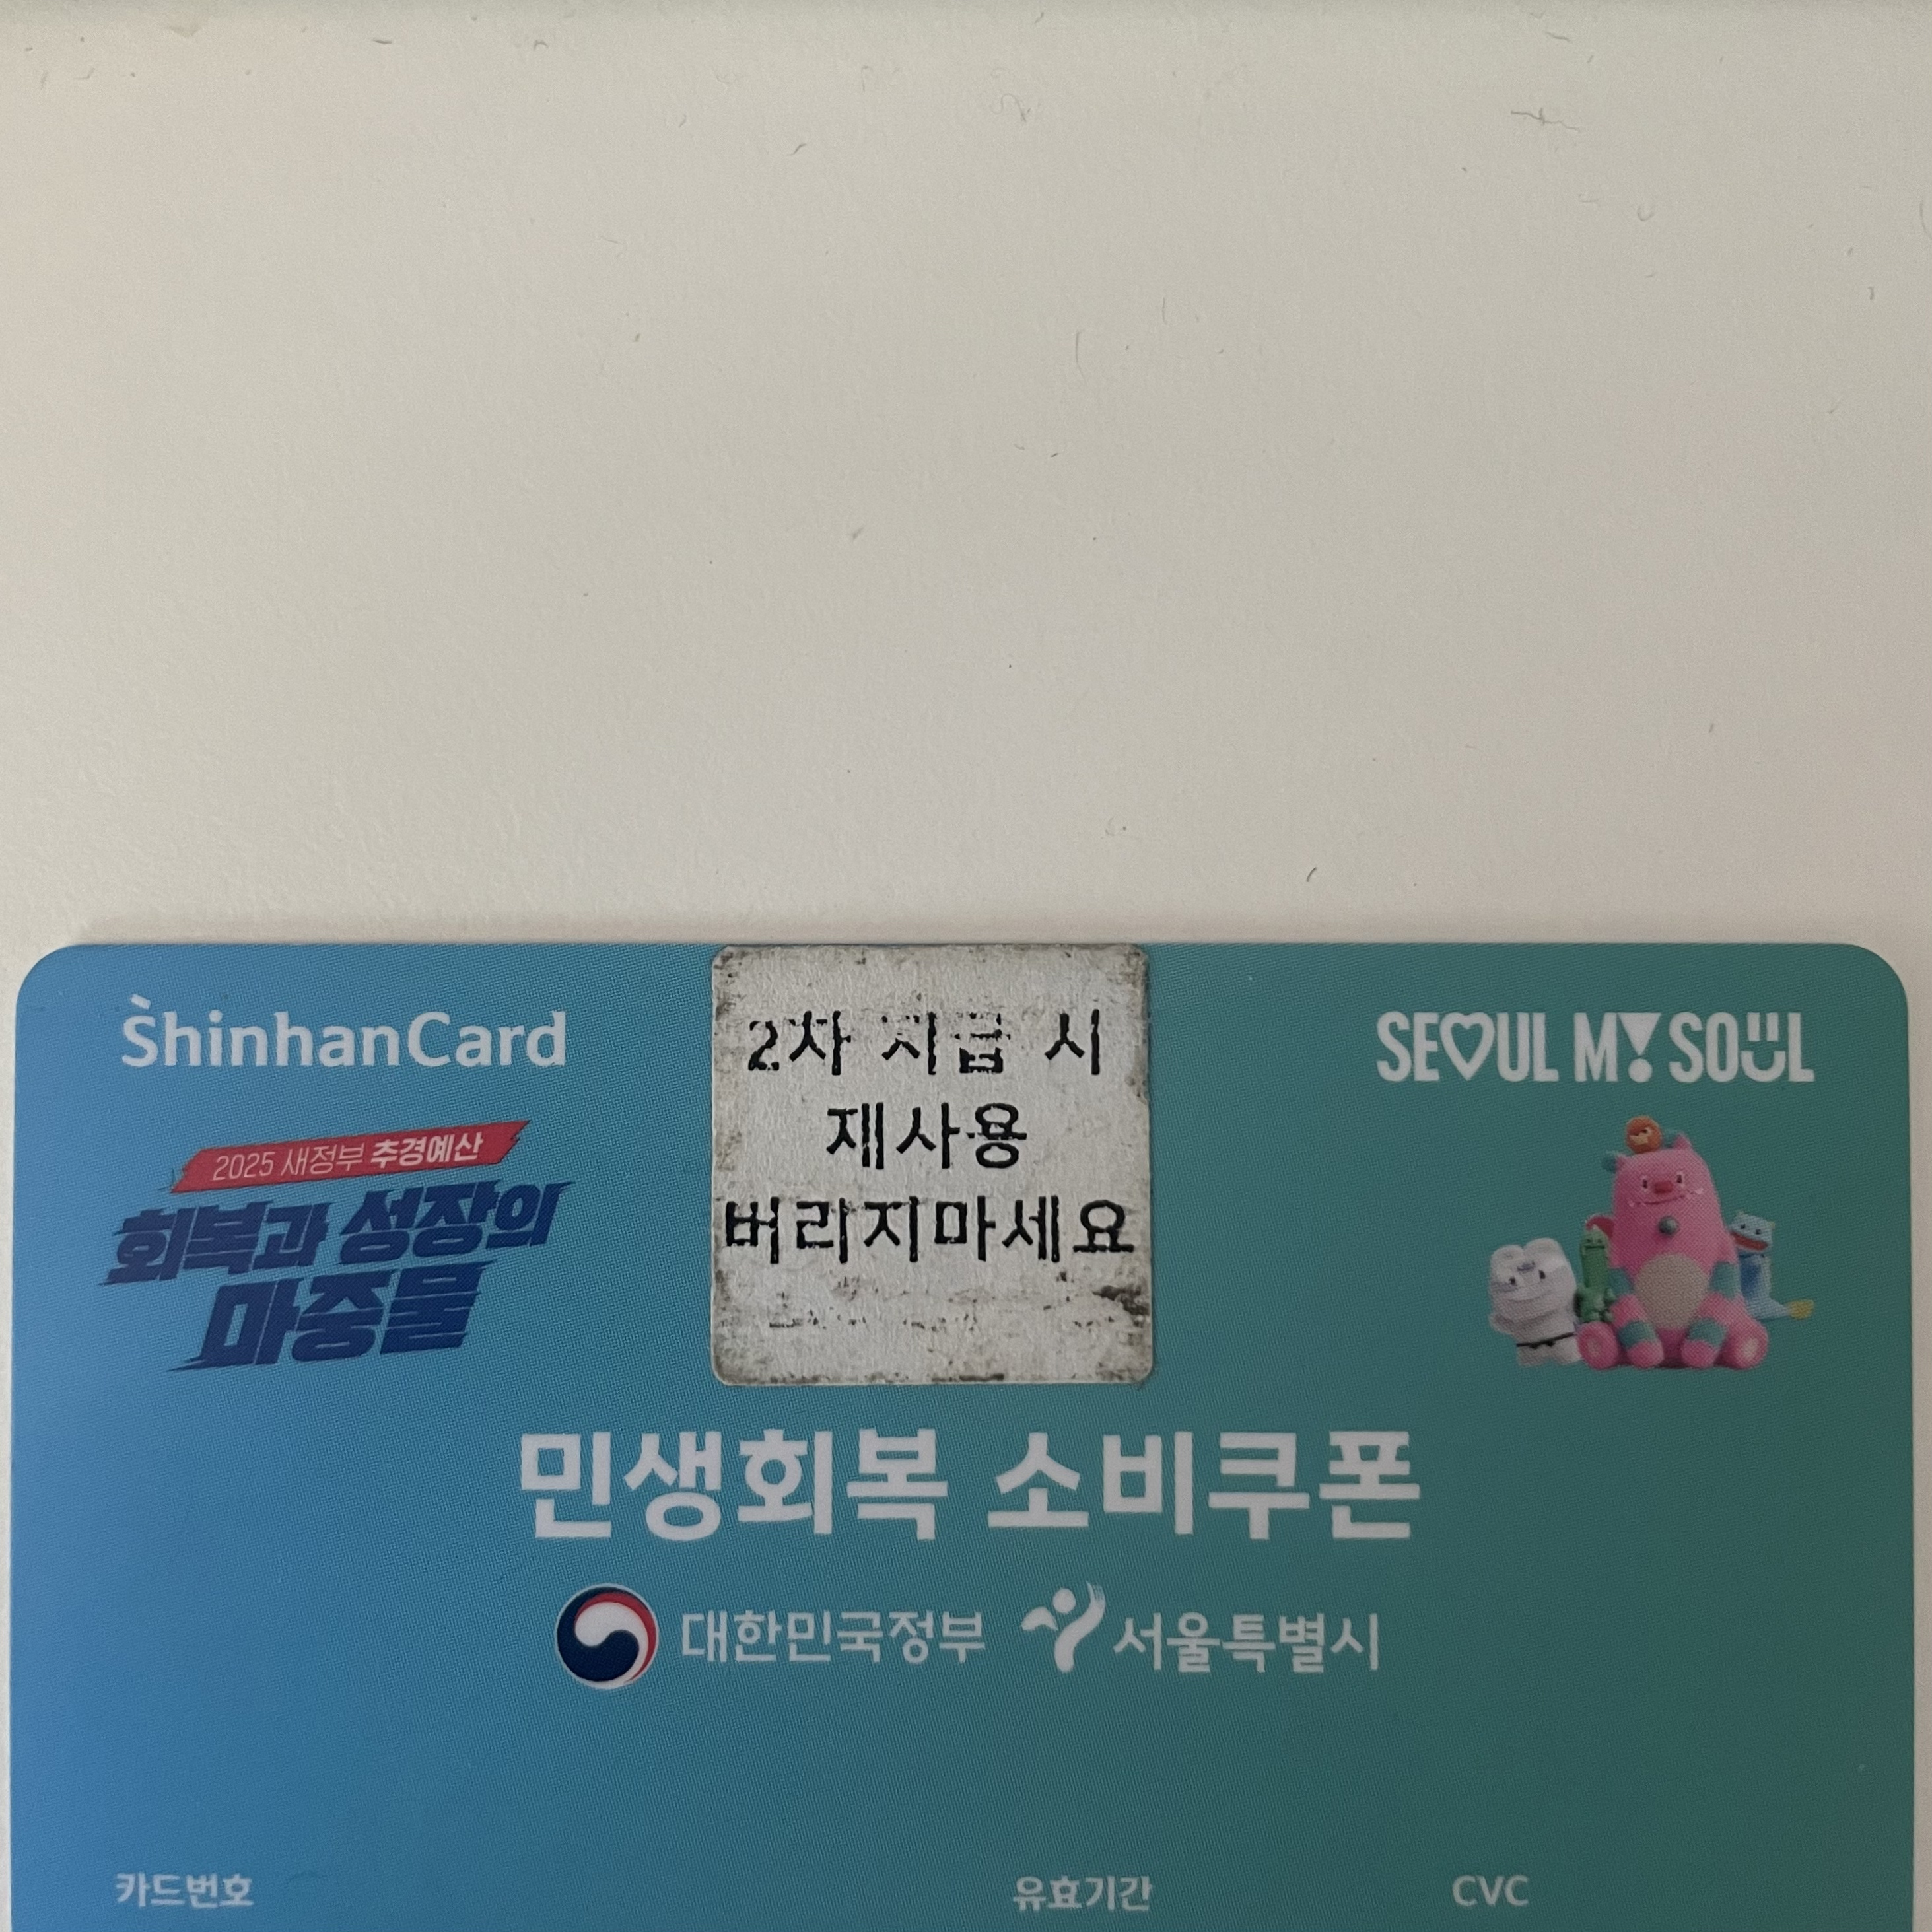 ShinhanCard
2차 지급 시
재사용
버리지마세요
SEOUL MY SOUL
2025 새정부 추경예산
회복과 성장의
마중물
민생회복 소비쿠폰
대한민국정부 서울특별시
카드번호 유효기간 CVC